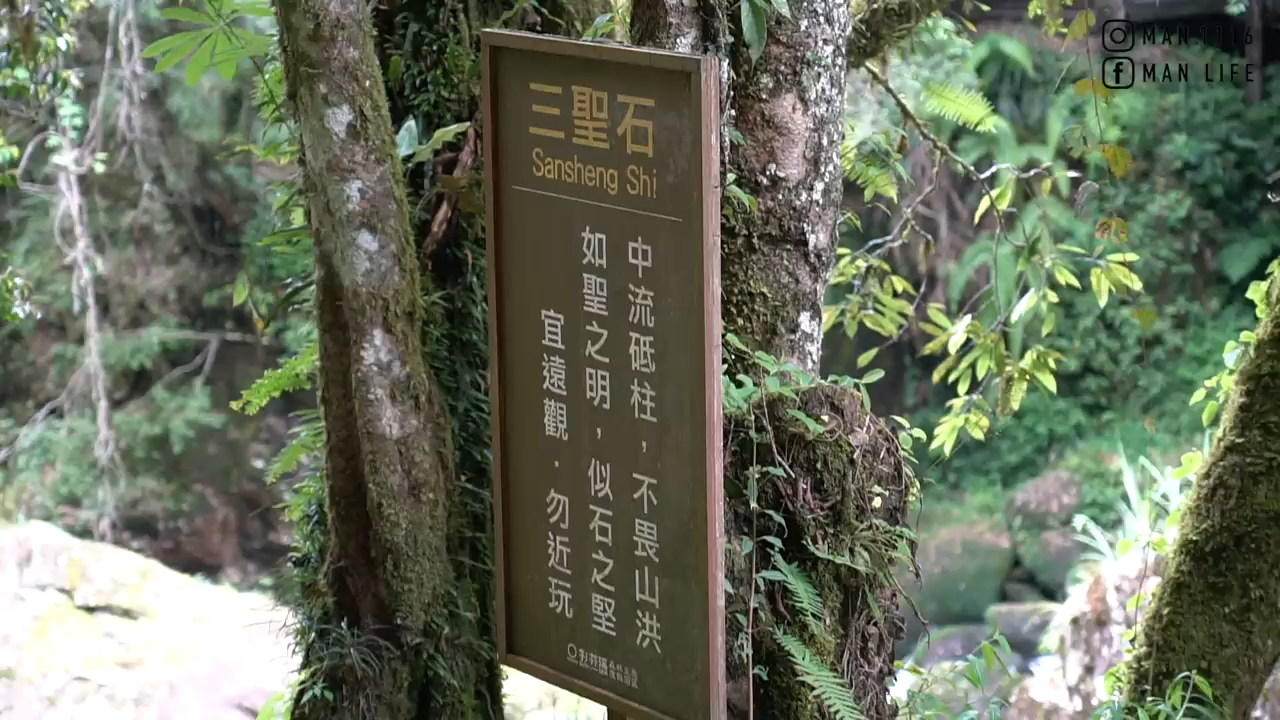 三聖石
Sansheng Shi
中流砥柱，不畏山洪
如聖之明，似石之堅
宜遠觀．勿近玩
MAN1116
MAN LIFE